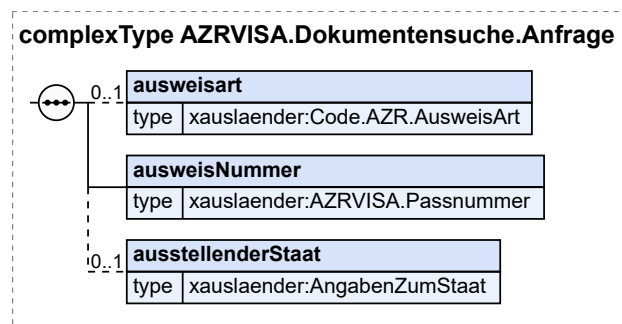 complexType AZRVISA.Dokumentensuche.Anfrage
0..1
ausweisart
type xauslaender:Code.AZR.AusweisArt
ausweisNummer
type xauslaender:AZRVISA.Passnummer
0..1
ausstellenderStaat
type xauslaender:AngabenZumStaat